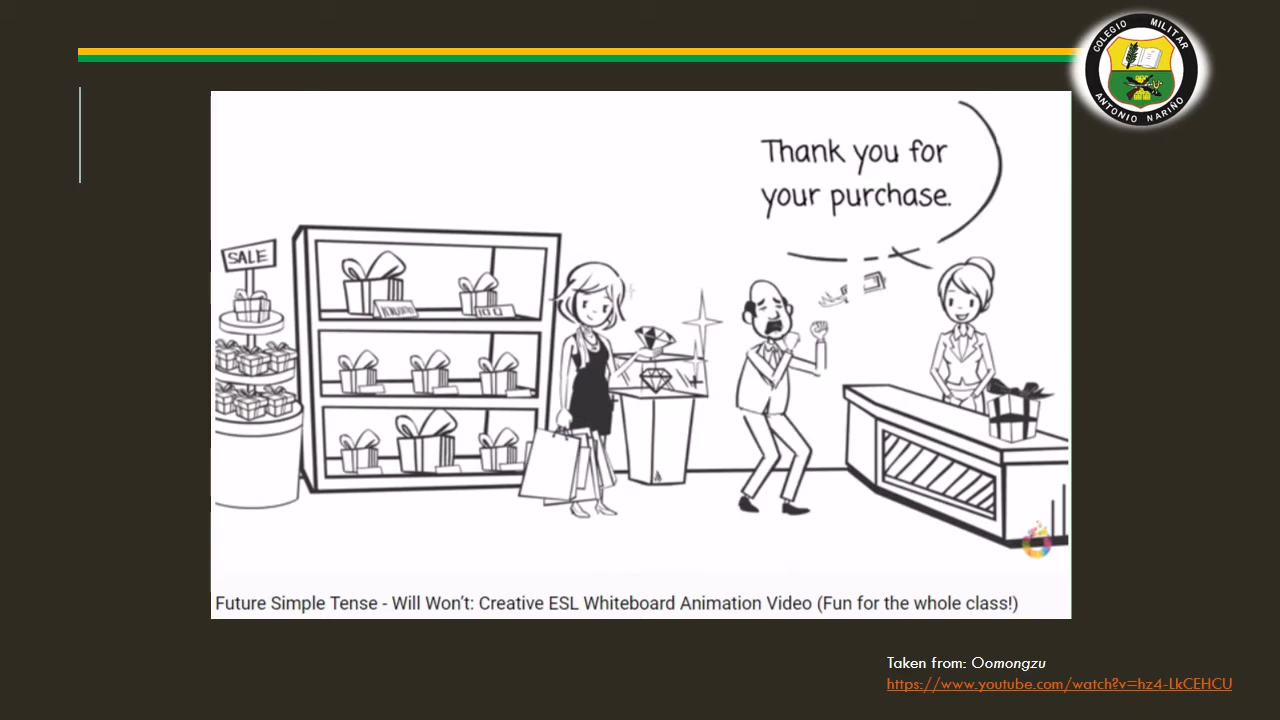 COLEGIO MILITAR
ANTONIO NARIÑO
Thank you for
your purchase.
SALE
Future Simple Tense - Will Won't: Creative ESL Whiteboard Animation Video (Fun for the whole class!)
Taken from: Oomongzu
https://www.youtube.com/watch?v=hz4-LkCEHCU